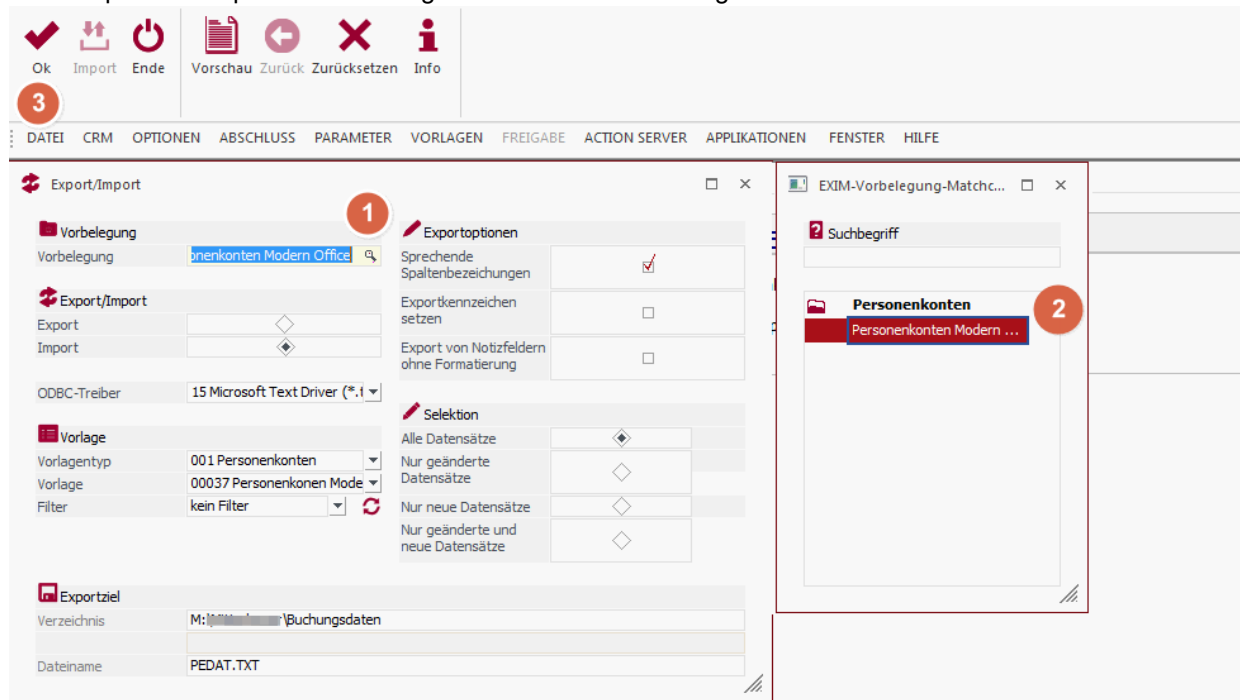 Ok Import Ende Vorschau Zurück Zurücksetzen Info
3
DATEI CRM OPTIONEN ABSCHLUSS PARAMETER VORLAGEN FREIGABE ACTION SERVER APPLIKATIONEN FENSTER HILFE
Export/Import
1
Vorbelegung
Vorbelegung onenkonten Modern Office
Export/Import
Export
Import
ODBC-Treiber 15 Microsoft Text Driver (*.t
Vorlage
Vorlagentyp 001 Personenkonten
Vorlage 00037 Personenkonen Mode
Filter kein Filter
Exportoptionen
Sprechende
Spaltenbezeichungen
Exportkennzeichen
setzen
Export von Notizfeldern
ohne Formatierung
Selektion
Alle Datensätze
Nur geänderte
Datensätze
Nur neue Datensätze
Nur geänderte und
neue Datensätze
Exportziel
Verzeichnis M:\ \Buchungsdaten
Dateiname PEDAT.TXT
EXIM-Vorbelegung-Matchc...
Suchbegriff
Personenkonten
2
Personenkonten Modern ...